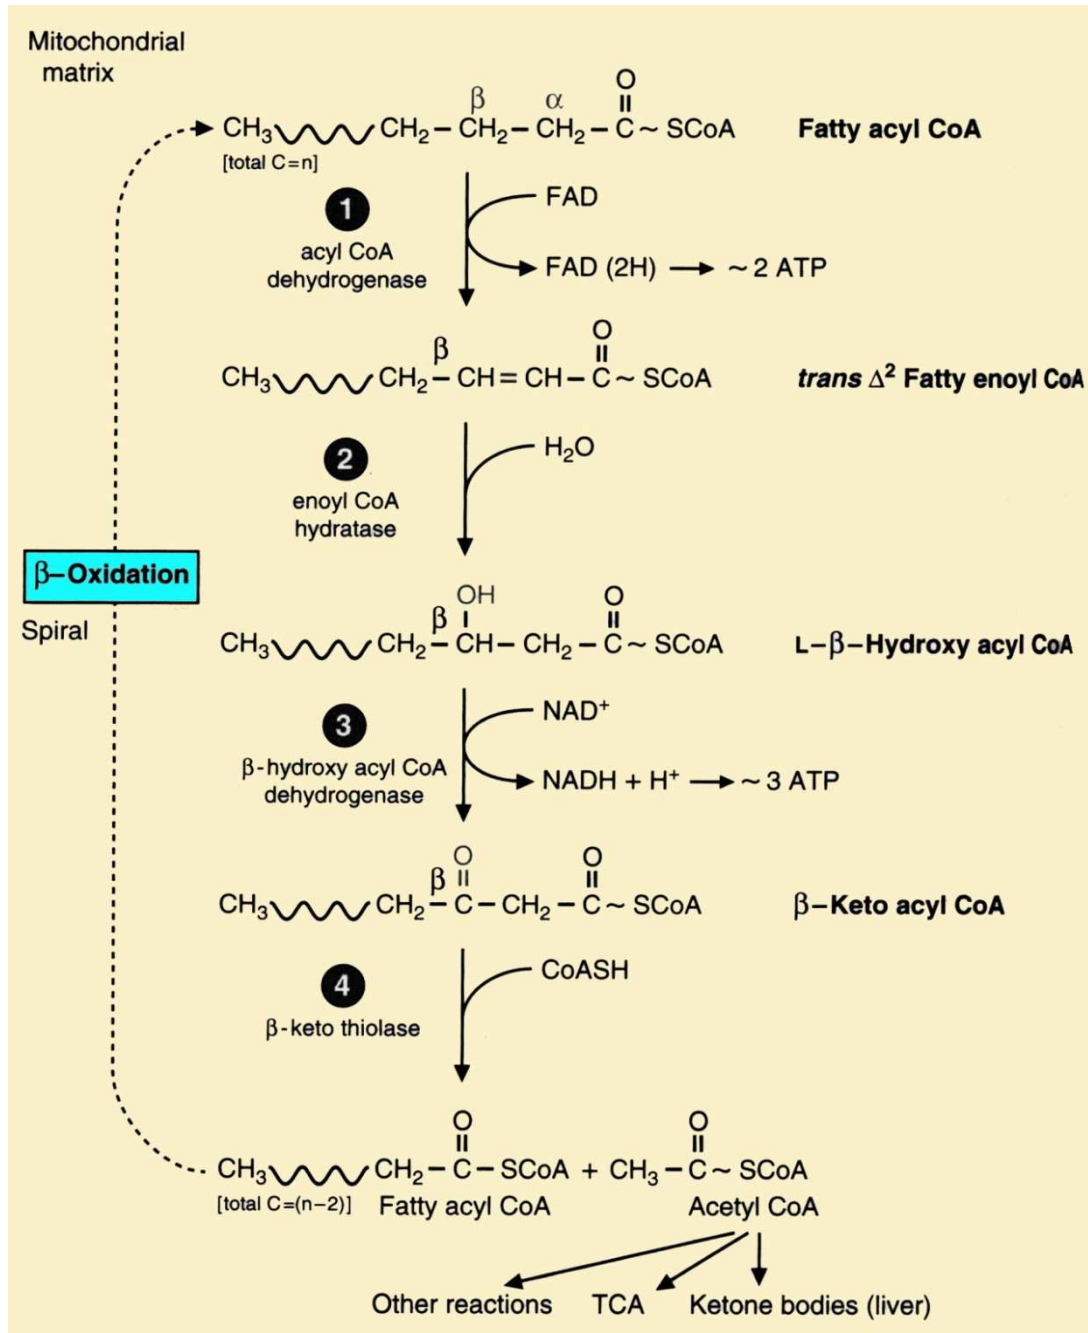 Mitochondrial
matrix
O
β α ||
CH₃ CH₂ – CH₂ – CH₂ – C ~ SCoA Fatty acyl CoA
[total C=n]
1
FAD
acyl CoA
dehydrogenase
FAD (2H) → ~ 2 ATP
O
β ||
CH₃ CH₂ – CH = CH – C ~ SCoA trans Δ² Fatty enoyl CoA
2
H₂O
enoyl CoA
hydratase
β–Oxidation
Spiral
OH O
β | ||
CH₃ CH₂ – CH – CH₂ – C ~ SCoA L–β–Hydroxy acyl CoA
3
NAD⁺
β-hydroxy acyl CoA
dehydrogenase
NADH + H⁺ → ~ 3 ATP
O O
β || ||
CH₃ CH₂ – C – CH₂ – C ~ SCoA β–Keto acyl CoA
4
CoASH
β-keto thiolase
O O
|| ||
CH₃ CH₂ – C – SCoA + CH₃ – C ~ SCoA
[total C=(n–2)] Fatty acyl CoA Acetyl CoA
Other reactions TCA Ketone bodies (liver)